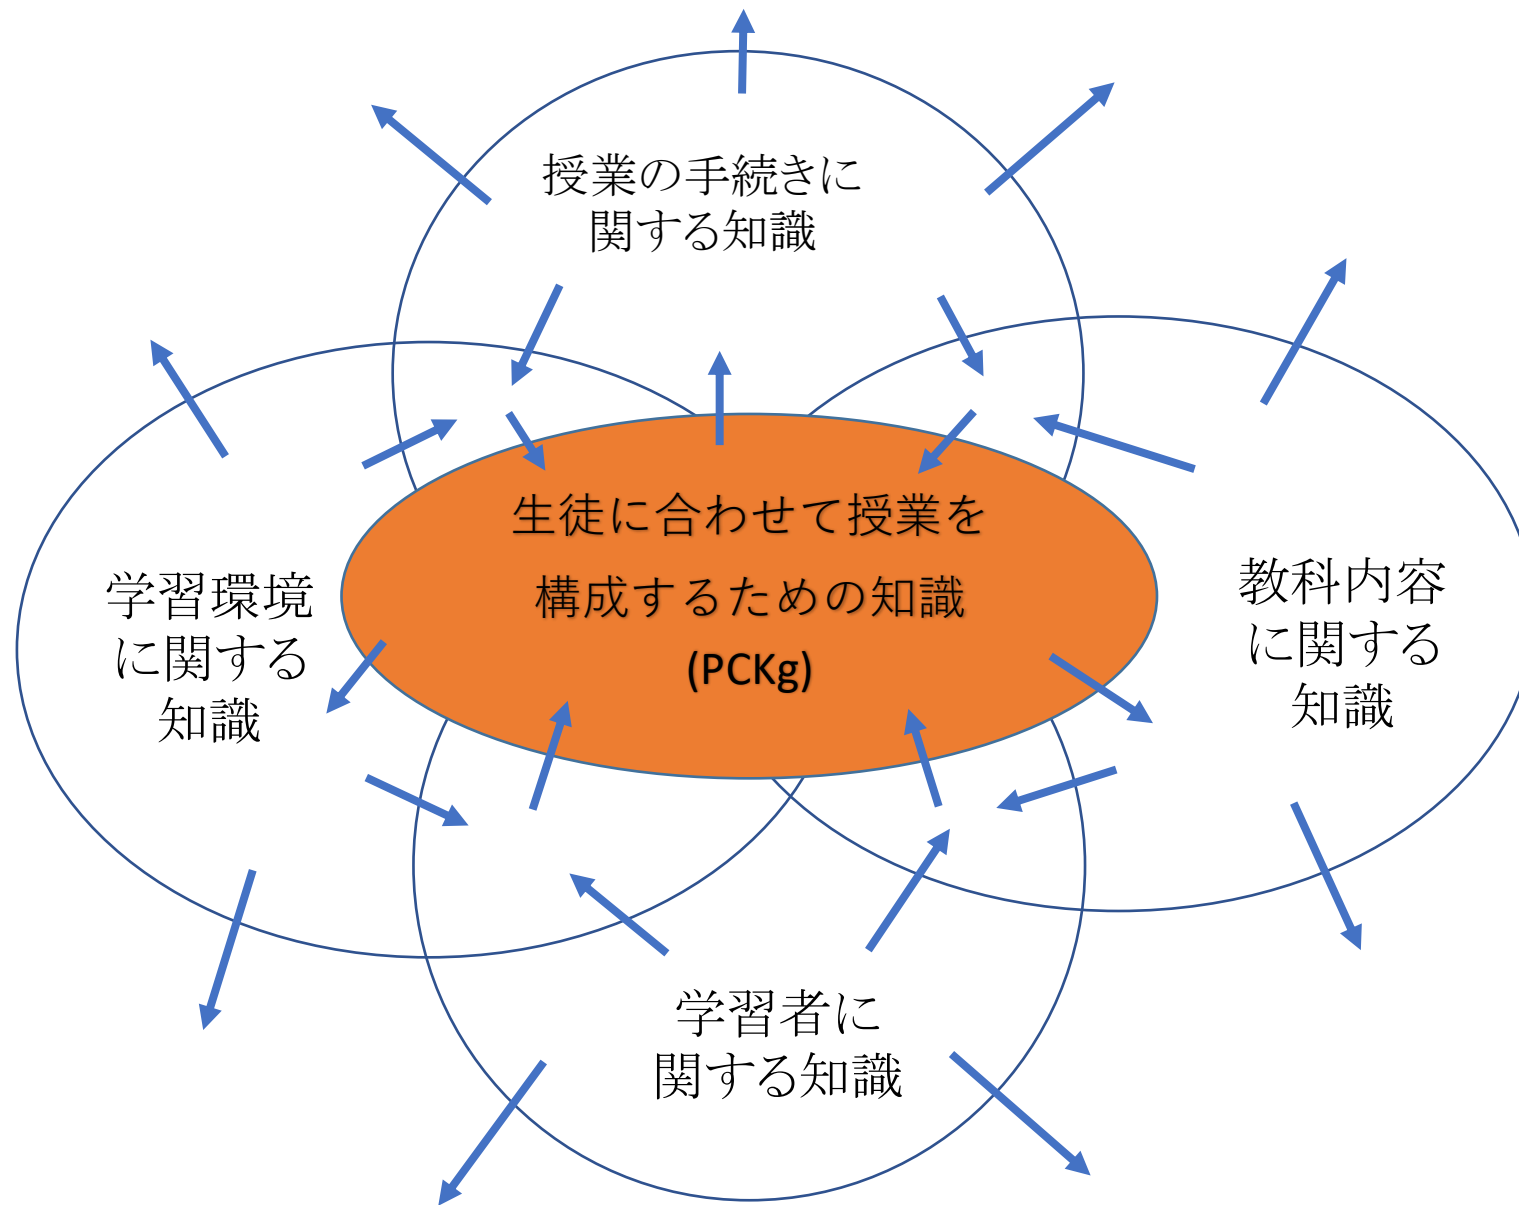 授業の手続きに
関する知識
生徒に合わせて授業を
構成するための知識
(PCKg)
学習環境
に関する
知識
教科内容
に関する
知識
学習者に
関する知識